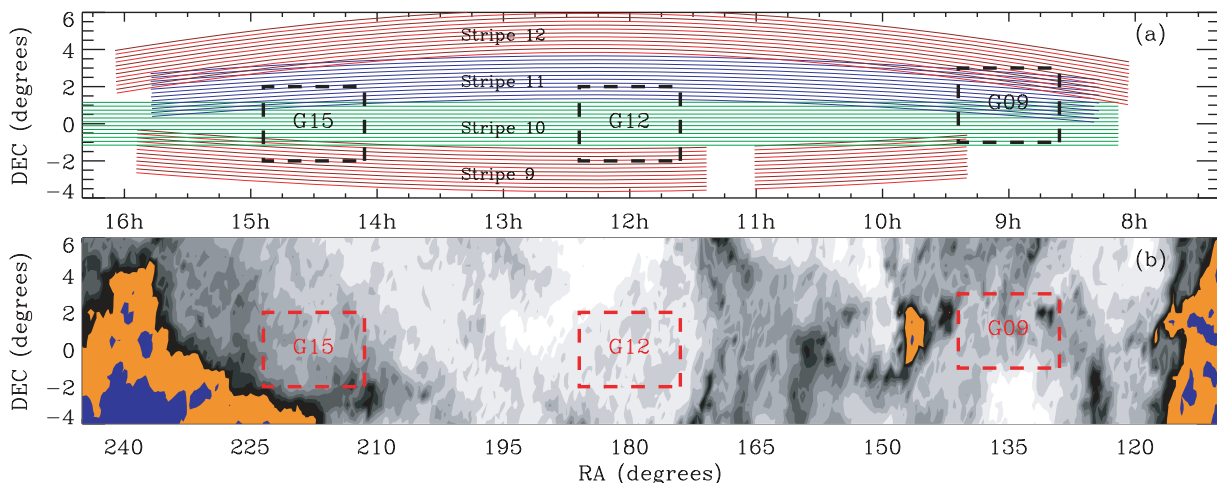 6
4
2
0
-2
-4
DEC (degrees)
(a)
Stripe 12
Stripe 11
Stripe 10
Stripe 9
G15
G12
G09
16h 15h 14h 13h 12h 11h 10h 9h 8h
6
4
2
0
-2
-4
DEC (degrees)
(b)
G15
G12
G09
240 225 210 195 180 165 150 135 120
RA (degrees)